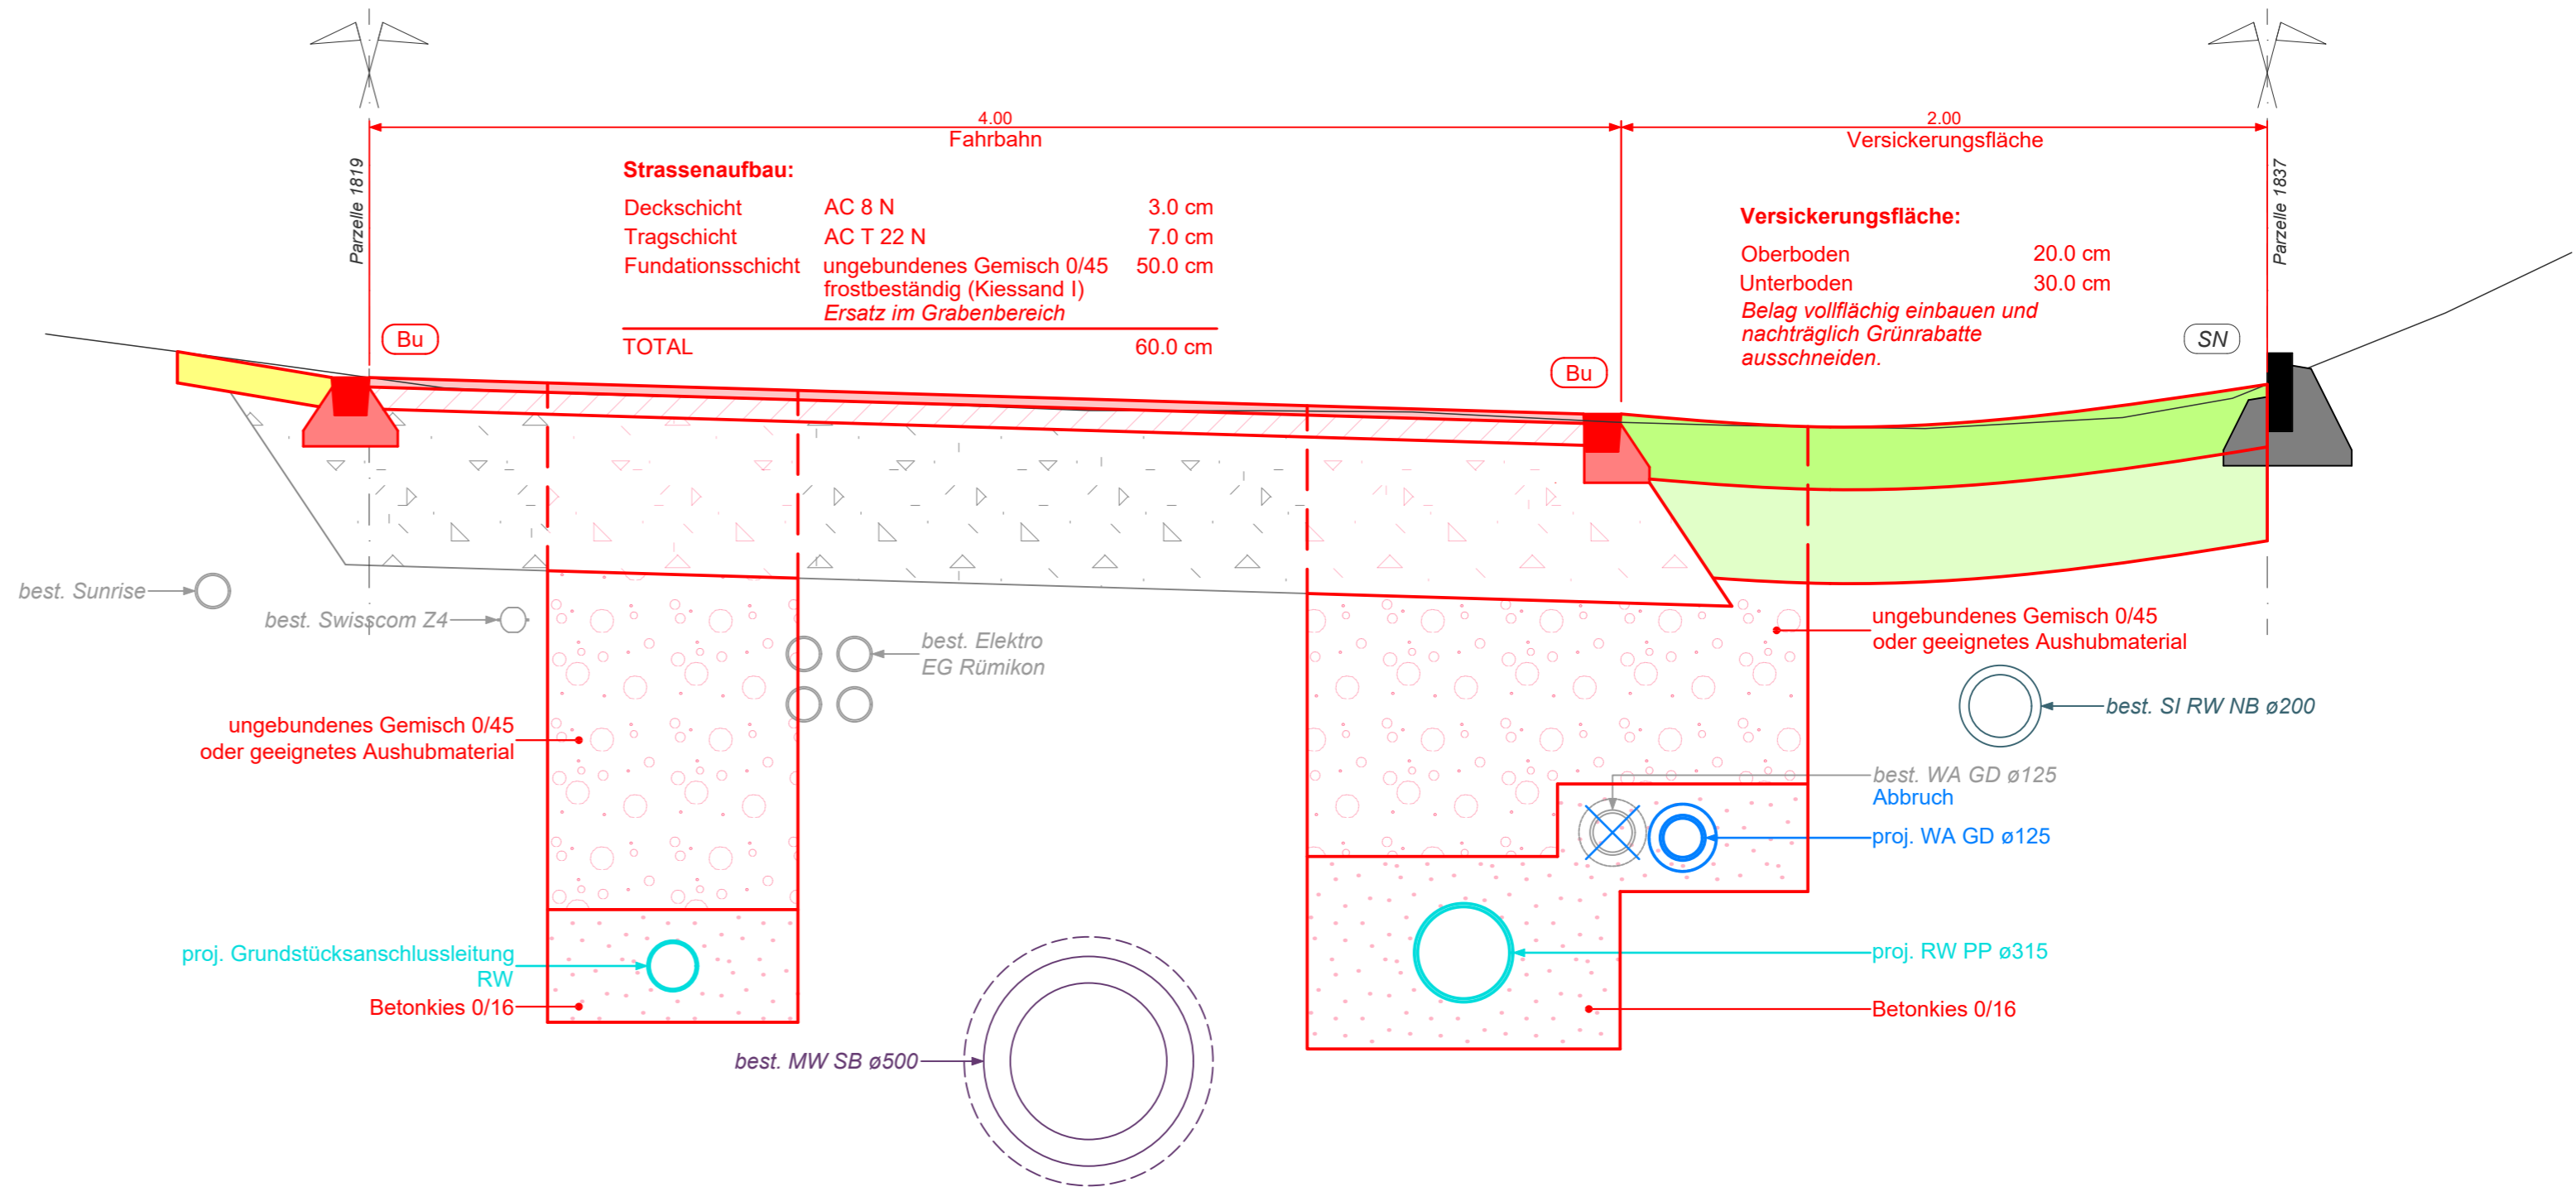 4.00
Fahrbahn
2.00
Versickerungsfläche
Parzelle 1819
Parzelle 1837
Strassenaufbau:
Deckschicht AC 8 N 3.0 cm
Tragschicht AC T 22 N 7.0 cm
Fundationsschicht ungebundenes Gemisch 0/45 50.0 cm
frostbeständig (Kiessand I)
Ersatz im Grabenbereich
TOTAL 60.0 cm
Versickerungsfläche:
Oberboden 20.0 cm
Unterboden 30.0 cm
Belag vollflächig einbauen und
nachträglich Grünrabatte
ausschneiden.
Bu
Bu
SN
best. Sunrise
best. Swisscom Z4
best. Elektro
EG Rümikon
ungebundenes Gemisch 0/45
oder geeignetes Aushubmaterial
ungebundenes Gemisch 0/45
oder geeignetes Aushubmaterial
best. SI RW NB ø200
best. WA GD ø125
Abbruch
proj. WA GD ø125
proj. Grundstücksanschlussleitung
RW
Betonkies 0/16
proj. RW PP ø315
Betonkies 0/16
best. MW SB ø500